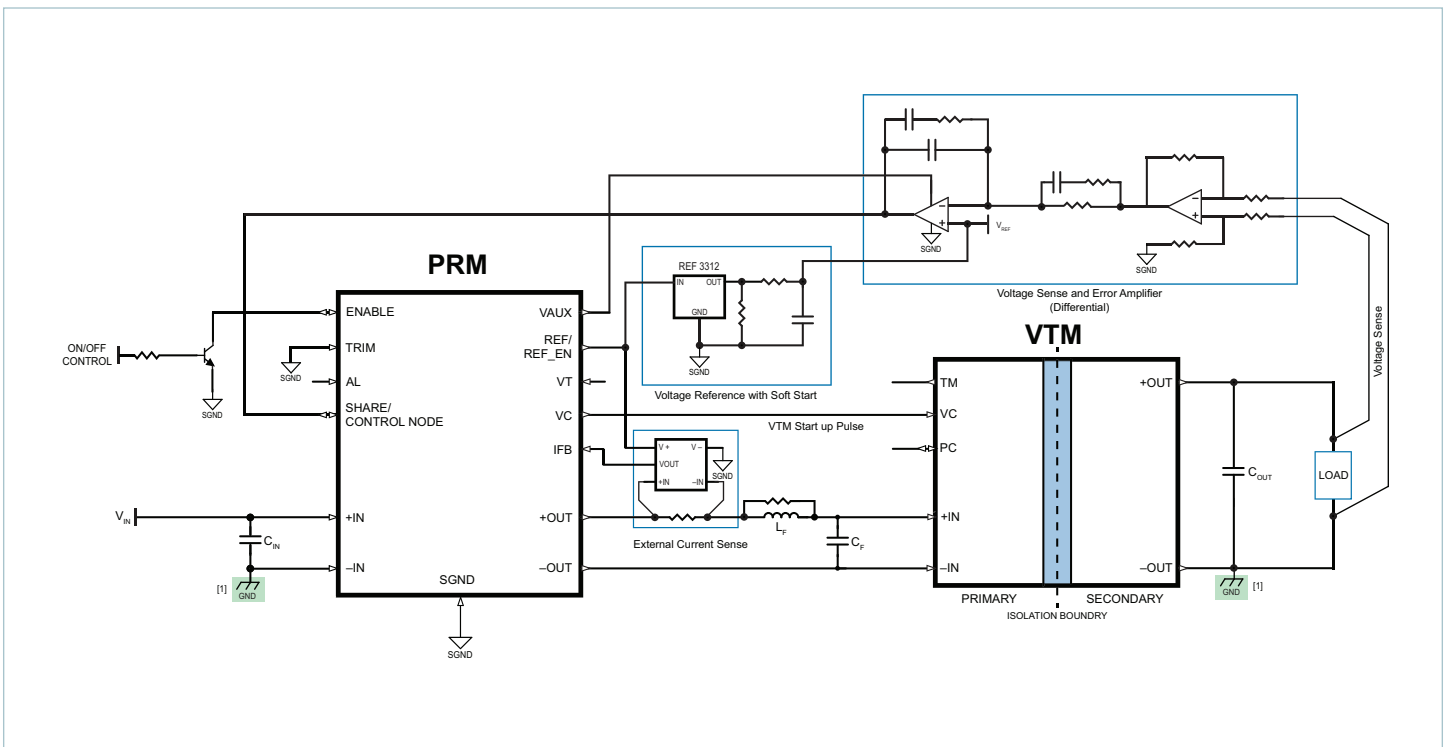 PRM
ENABLE
TRIM
AL
SHARE/
CONTROL NODE
+IN
–IN
VAUX
REF/
REF_EN
VT
VC
IFB
+OUT
–OUT
SGND
SGND
ON/OFF
CONTROL
SGND
SGND
V_IN
C_IN
[1]
GND
REF 3312
IN
OUT
GND
SGND
Voltage Reference with Soft Start
VTM Start up Pulse
V +
V –
VOUT
+IN
–IN
SGND
External Current Sense
L_F
C_F
–
+
SGND
V_REF
–
+
SGND
Voltage Sense and Error Amplifier
(Differential)
VTM
TM
VC
PC
+IN
–IN
+OUT
–OUT
PRIMARY
SECONDARY
ISOLATION BOUNDRY
C_OUT
LOAD
Voltage Sense
GND
[1]